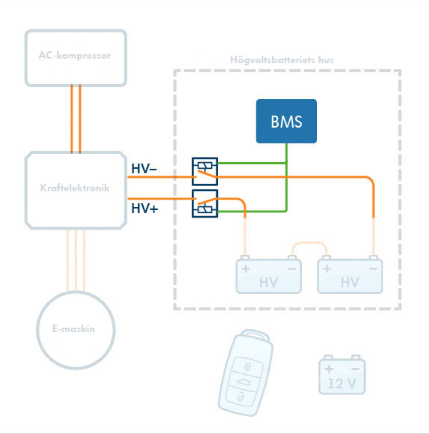 AC-kompressor
Högvoltsbatteriets hus
BMS
HV–
Kraftelektronik
HV+
+ – + –
HV HV
E-maskin
+ –
12 V